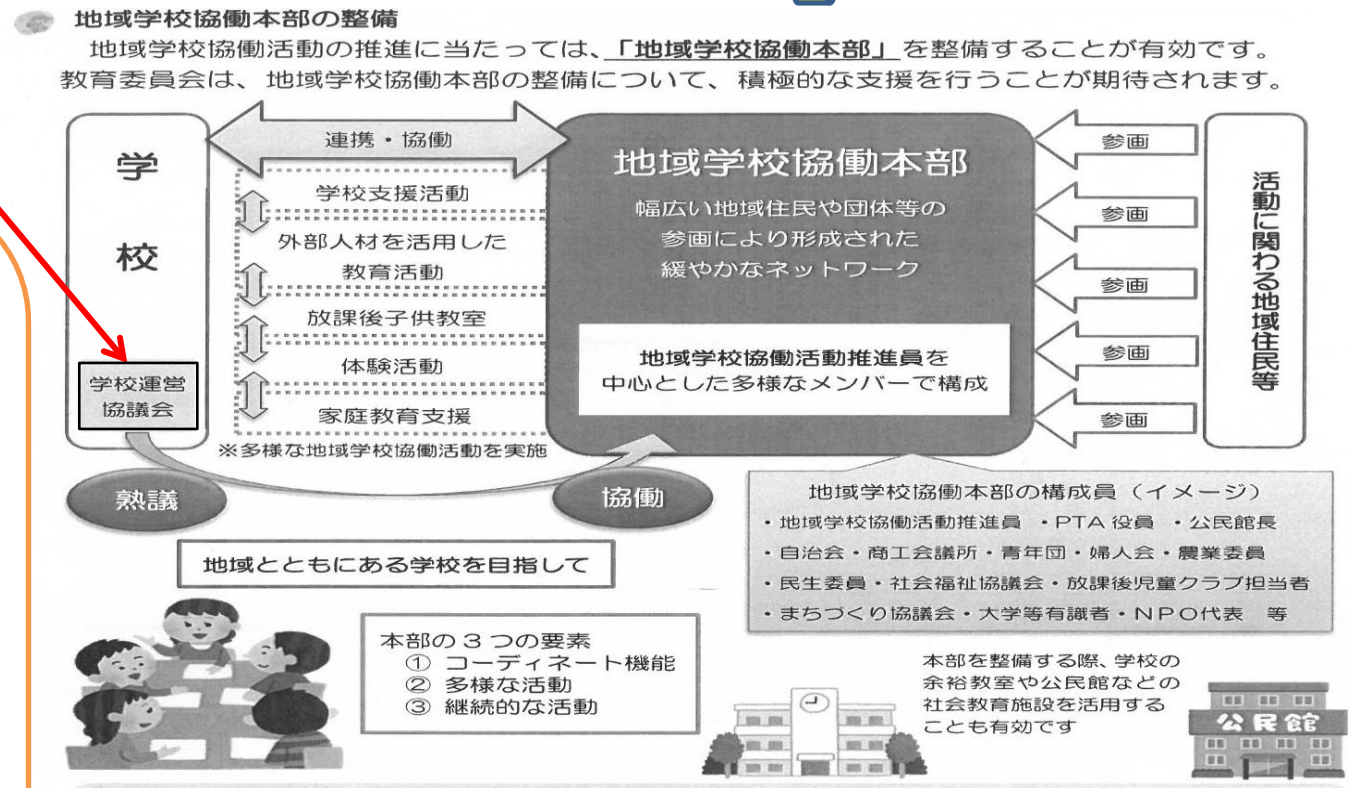 地域学校協働本部の整備
地域学校協働活動の推進に当たっては、「地域学校協働本部」を整備することが有効です。
教育委員会は、地域学校協働本部の整備について、積極的な支援を行うことが期待されます。
学校
連携・協働
学校支援活動
外部人材を活用した
教育活動
放課後子供教室
体験活動
家庭教育支援
※多様な地域学校協働活動を実施
学校運営
協議会
地域学校協働本部
幅広い地域住民や団体等の
参画により形成された
緩やかなネットワーク
地域学校協働活動推進員を
中心とした多様なメンバーで構成
参画
参画
参画
参画
参画
活動に関わる地域住民等
熟議
協働
地域とともにある学校を目指して
地域学校協働本部の構成員（イメージ）
・地域学校協働活動推進員 ・PTA役員 ・公民館長
・自治会・商工会議所・青年団・婦人会・農業委員
・民生委員・社会福祉協議会・放課後児童クラブ担当者
・まちづくり協議会・大学等有識者・NPO代表 等
本部の3つの要素
① コーディネート機能
② 多様な活動
③ 継続的な活動
本部を整備する際、学校の
余裕教室や公民館などの
社会教育施設を活用する
ことも有効です
公民館